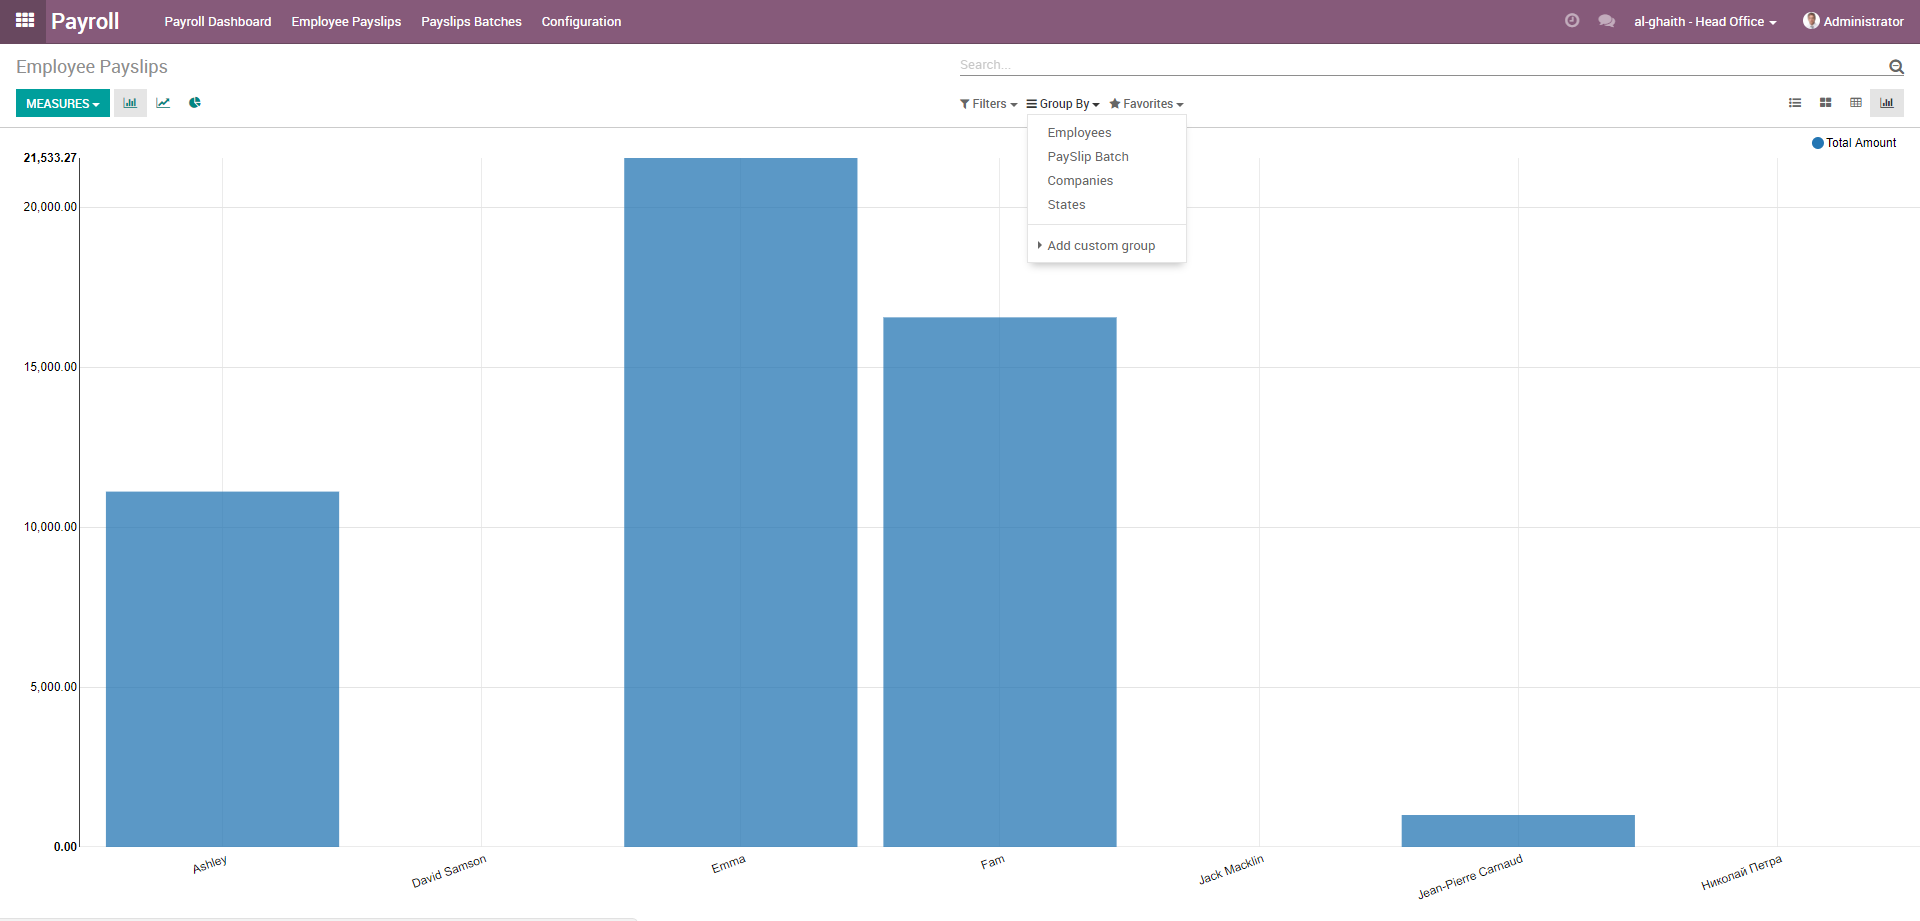 Payroll Payroll Dashboard Employee Payslips Payslips Batches Configuration al-ghaith - Head Office Administrator
Employee Payslips
Search...
MEASURES
Filters Group By Favorites
Employees
PaySlip Batch
Companies
States
Add custom group
Total Amount
21,533.27
20,000.00
15,000.00
10,000.00
5,000.00
0.00
Ashley
David Samson
Emma
Fam
Jack Macklin
Jean-Pierre Carnaud
Николай Петра